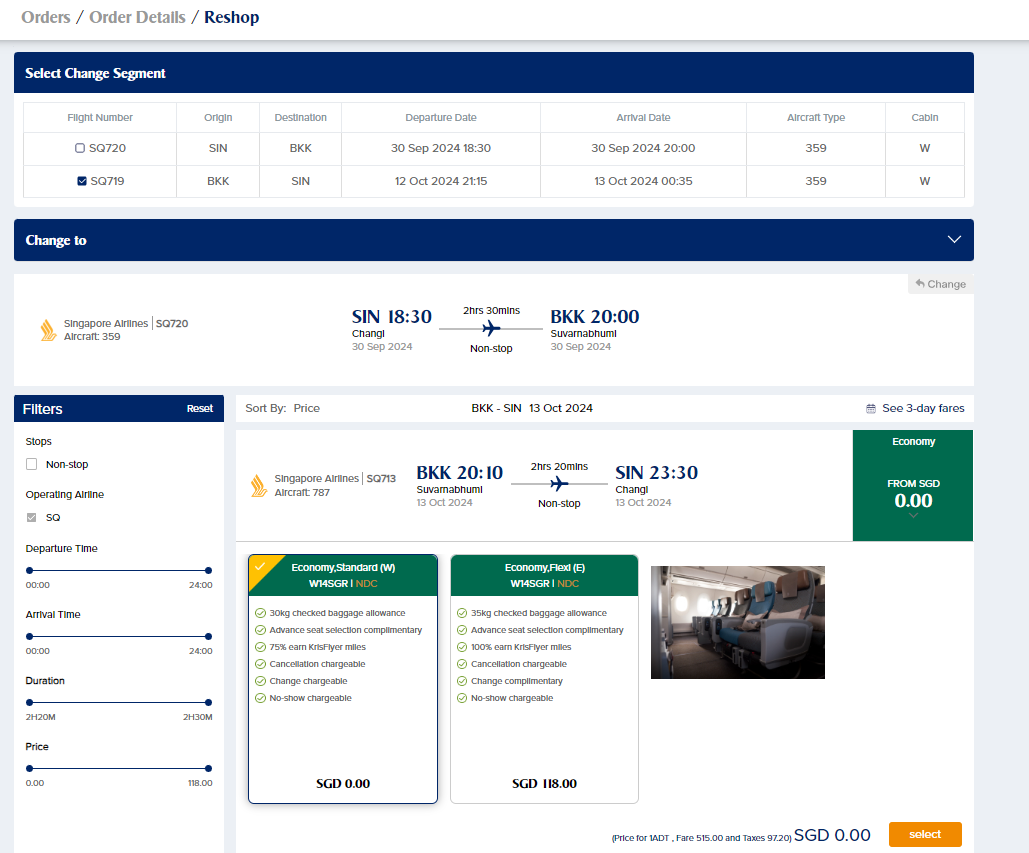 Orders / Order Details / Reshop
Select Change Segment
Flight Number Origin Destination Departure Date Arrival Date Aircraft Type Cabin
SQ720 SIN BKK 30 Sep 2024 18:30 30 Sep 2024 20:00 359 W
SQ719 BKK SIN 12 Oct 2024 21:15 13 Oct 2024 00:35 359 W
Change to
Change
Singapore Airlines | SQ720
Aircraft: 359
SIN 18:30
Changi
30 Sep 2024
2hrs 30mins
Non-stop
BKK 20:00
Suvarnabhumi
30 Sep 2024
Filters Reset
Stops
Non-stop
Operating Airline
SQ
Departure Time
00:00 24:00
Arrival Time
00:00 24:00
Duration
2H20M 2H30M
Price
0.00 118.00
Sort By: Price BKK - SIN 13 Oct 2024 See 3-day fares
Singapore Airlines | SQ713
Aircraft: 787
BKK 20:10
Suvarnabhumi
13 Oct 2024
2hrs 20mins
Non-stop
SIN 23:30
Changi
13 Oct 2024
Economy
FROM SGD
0.00
Economy,Standard (W)
W14SGR | NDC
30kg checked baggage allowance
Advance seat selection complimentary
75% earn KrisFlyer miles
Cancellation chargeable
Change chargeable
No-show chargeable
SGD 0.00
Economy,Flexi (E)
W14SGR | NDC
35kg checked baggage allowance
Advance seat selection complimentary
100% earn KrisFlyer miles
Cancellation chargeable
Change complimentary
No-show chargeable
SGD 118.00
(Price for 1ADT , Fare 515.00 and Taxes 97.20) SGD 0.00 select